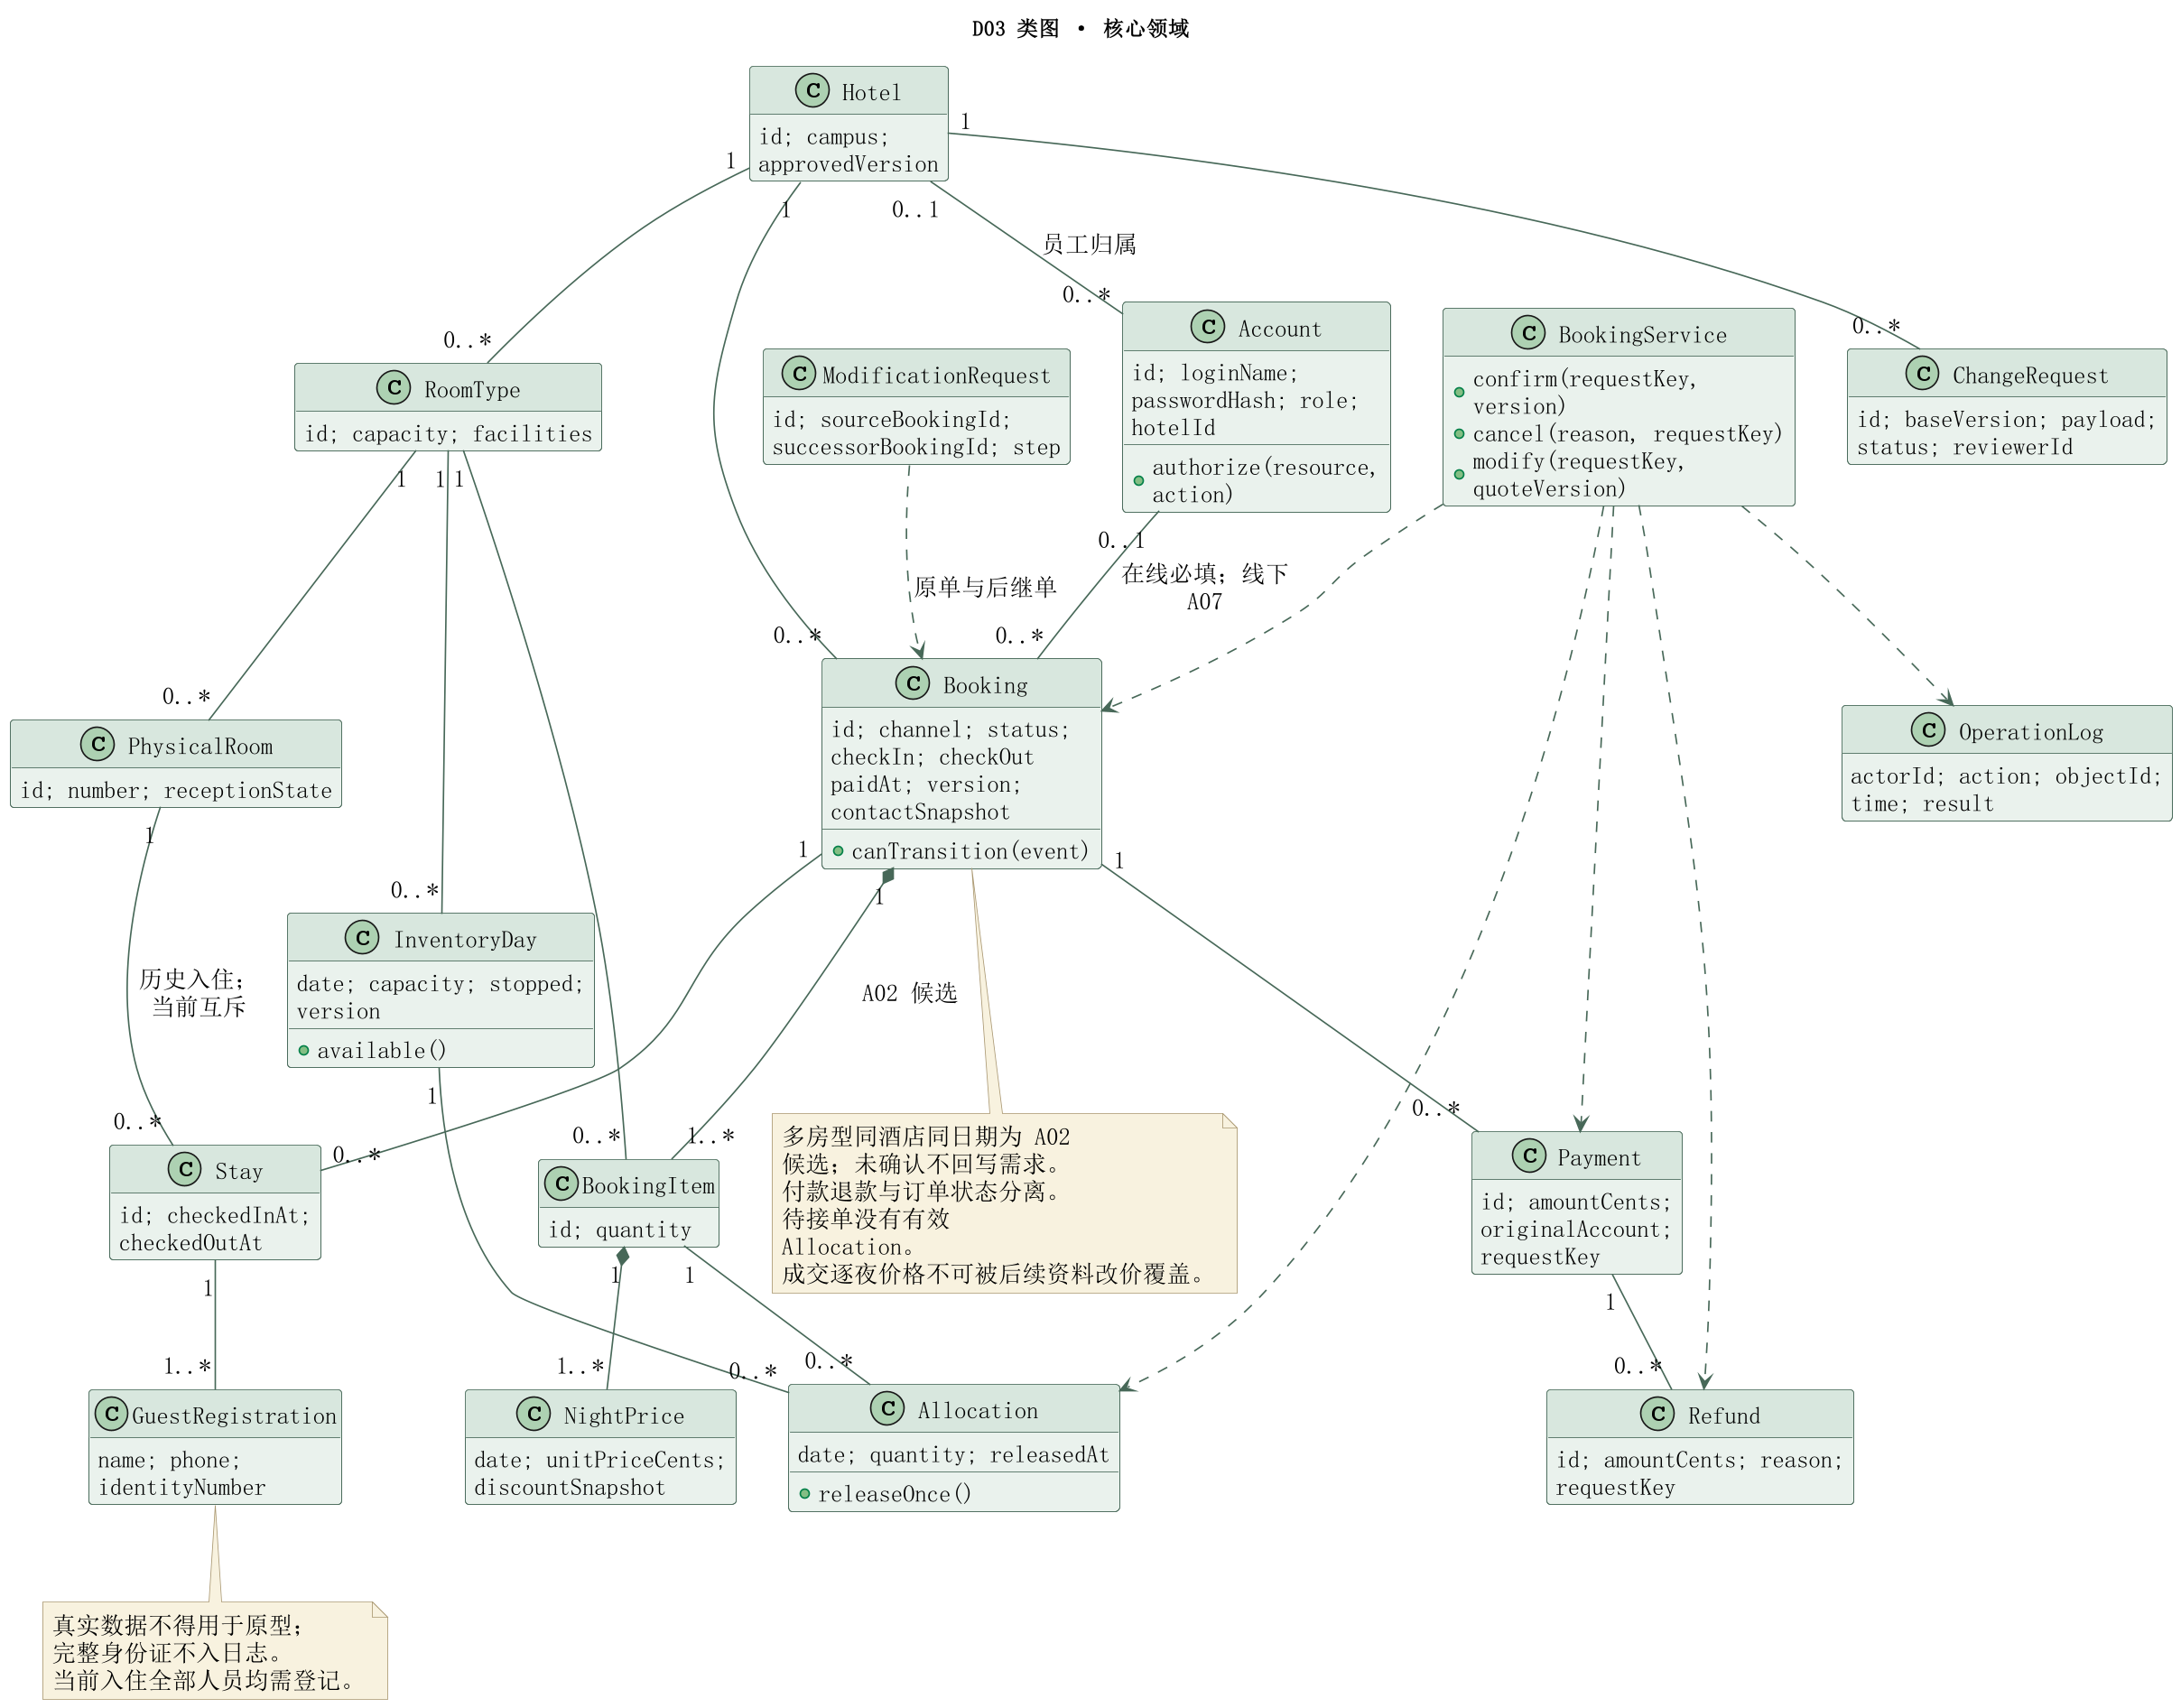 D03 类图 · 核心领域
C Hotel
id; campus;
approvedVersion
1
1
1
0..1
员工归属
0..*
0..*
0..*
C RoomType
id; capacity; facilities
C ModificationRequest
id; sourceBookingId;
successorBookingId; step
C Account
id; loginName;
passwordHash; role;
hotelId
authorize(resource,
action)
C BookingService
confirm(requestKey,
version)
cancel(reason, requestKey)
modify(requestKey,
quoteVersion)
C ChangeRequest
id; baseVersion; payload;
status; reviewerId
1
1
1
0..1
原单与后继单
在线必填；线下
A07
0..*
0..*
0..*
C PhysicalRoom
id; number; receptionState
C Booking
id; channel; status;
checkIn; checkOut
paidAt; version;
contactSnapshot
canTransition(event)
C OperationLog
actorId; action; objectId;
time; result
1
0..*
1
1
1
C InventoryDay
date; capacity; stopped;
version
available()
历史入住；
当前互斥
A02 候选
1
0..*
0..*
0..*
1..*
0..*
C Stay
id; checkedInAt;
checkedOutAt
C BookingItem
id; quantity
多房型同酒店同日期为 A02
候选；未确认不回写需求。
付款退款与订单状态分离。
待接单没有有效
Allocation。
成交逐夜价格不可被后续资料改价覆盖。
C Payment
id; amountCents;
originalAccount;
requestKey
1
1
1
1
1..*
1..*
0..*
0..*
0..*
C GuestRegistration
name; phone;
identityNumber
C NightPrice
date; unitPriceCents;
discountSnapshot
C Allocation
date; quantity; releasedAt
releaseOnce()
C Refund
id; amountCents; reason;
requestKey
真实数据不得用于原型；
完整身份证不入日志。
当前入住全部人员均需登记。